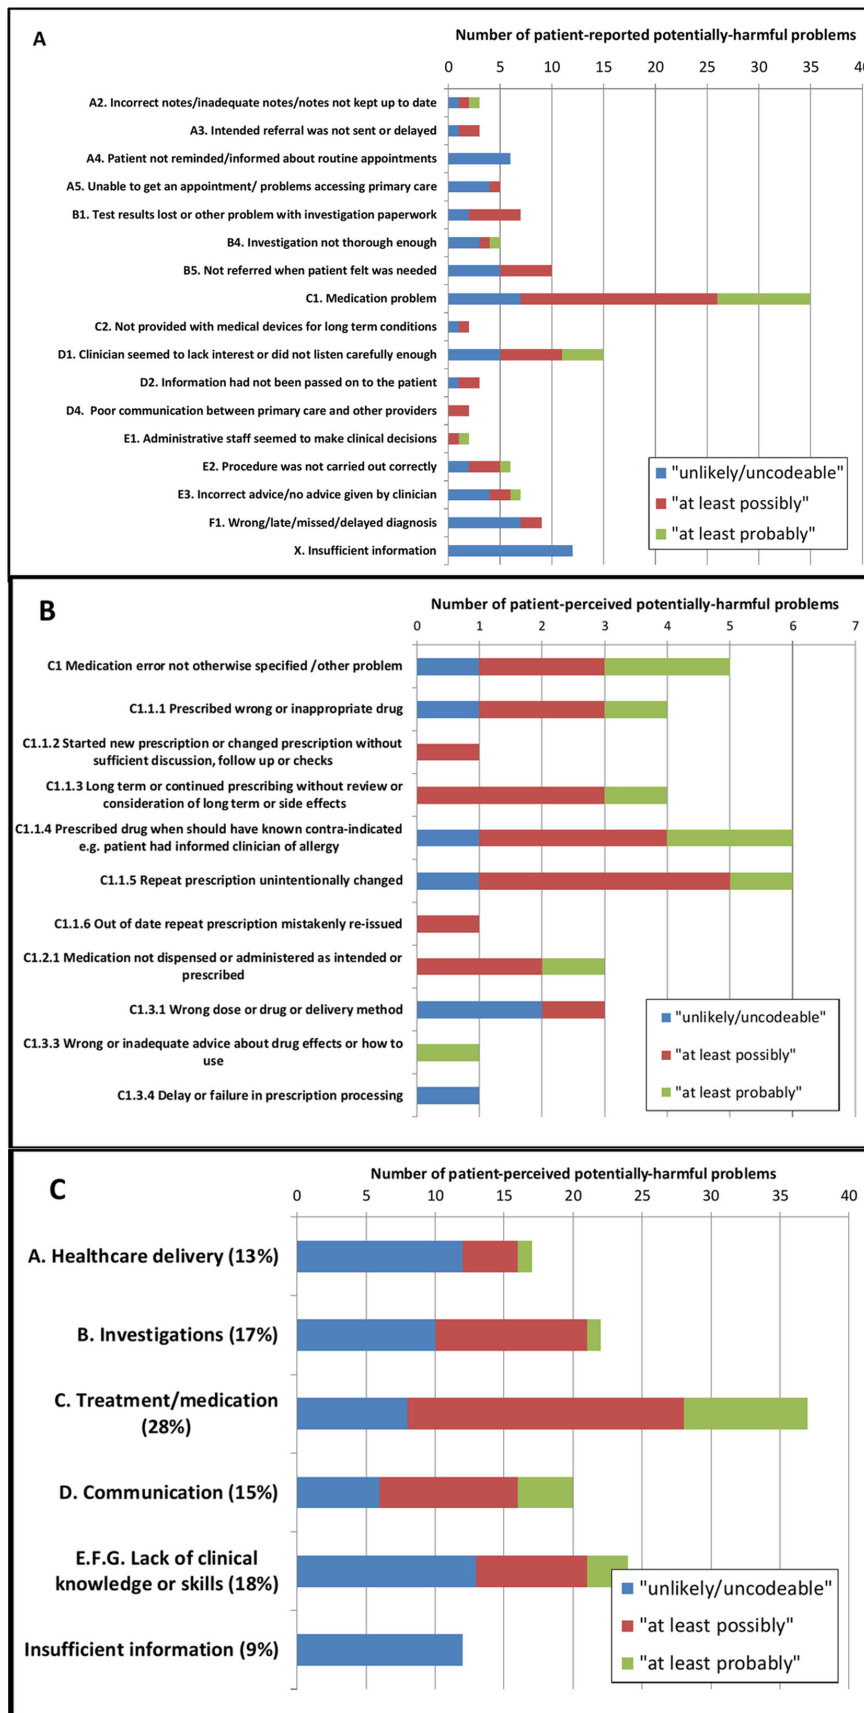 A
Number of patient-reported potentially-harmful problems
0 5 10 15 20 25 30 35 40
A2. Incorrect notes/inadequate notes/notes not kept up to date
A3. Intended referral was not sent or delayed
A4. Patient not reminded/informed about routine appointments
A5. Unable to get an appointment/ problems accessing primary care
B1. Test results lost or other problem with investigation paperwork
B4. Investigation not thorough enough
B5. Not referred when patient felt was needed
C1. Medication problem
C2. Not provided with medical devices for long term conditions
D1. Clinician seemed to lack interest or did not listen carefully enough
D2. Information had not been passed on to the patient
D4. Poor communication between primary care and other providers
E1. Administrative staff seemed to make clinical decisions
E2. Procedure was not carried out correctly
E3. Incorrect advice/no advice given by clinician
F1. Wrong/late/missed/delayed diagnosis
X. Insufficient information
"unlikely/uncodeable"
"at least possibly"
"at least probably"
B
Number of patient-perceived potentially-harmful problems
0 1 2 3 4 5 6 7
C1 Medication error not otherwise specified /other problem
C1.1.1 Prescribed wrong or inappropriate drug
C1.1.2 Started new prescription or changed prescription without
sufficient discussion, follow up or checks
C1.1.3 Long term or continued prescribing without review or
consideration of long term or side effects
C1.1.4 Prescribed drug when should have known contra-indicated
e.g. patient had informed clinician of allergy
C1.1.5 Repeat prescription unintentionally changed
C1.1.6 Out of date repeat prescription mistakenly re-issued
C1.2.1 Medication not dispensed or administered as intended or
prescribed
C1.3.1 Wrong dose or drug or delivery method
C1.3.3 Wrong or inadequate advice about drug effects or how to
use
C1.3.4 Delay or failure in prescription processing
"unlikely/uncodeable"
"at least possibly"
"at least probably"
C
Number of patient-perceived potentially-harmful problems
0 5 10 15 20 25 30 35 40
A. Healthcare delivery (13%)
B. Investigations (17%)
C. Treatment/medication
(28%)
D. Communication (15%)
E.F.G. Lack of clinical
knowledge or skills (18%)
Insufficient information (9%)
"unlikely/uncodeable"
"at least possibly"
"at least probably"